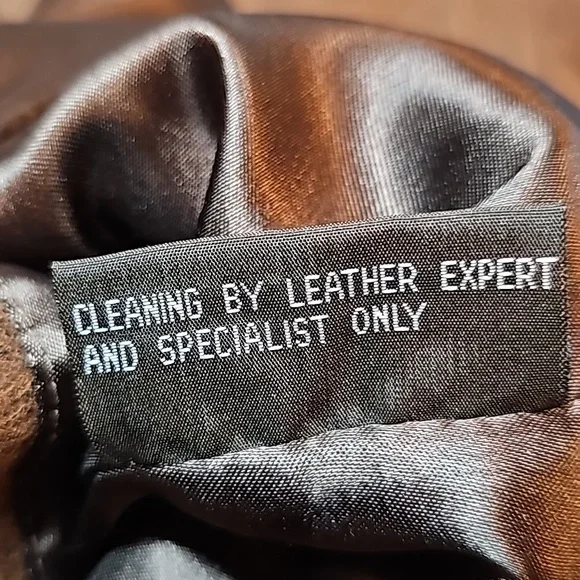 CLEANING BY LEATHER EXPERT
AND SPECIALIST ONLY